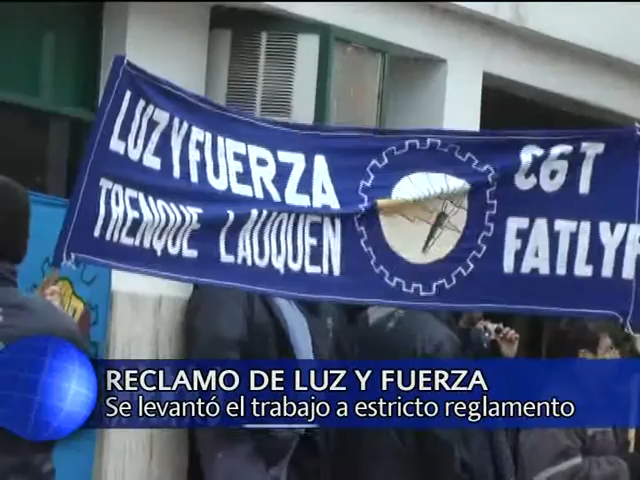 LUZ Y FUERZA
TRENQUE LAUQUEN
CGT
FATLYF
RECLAMO DE LUZ Y FUERZA
Se levantó el trabajo a estricto reglamento